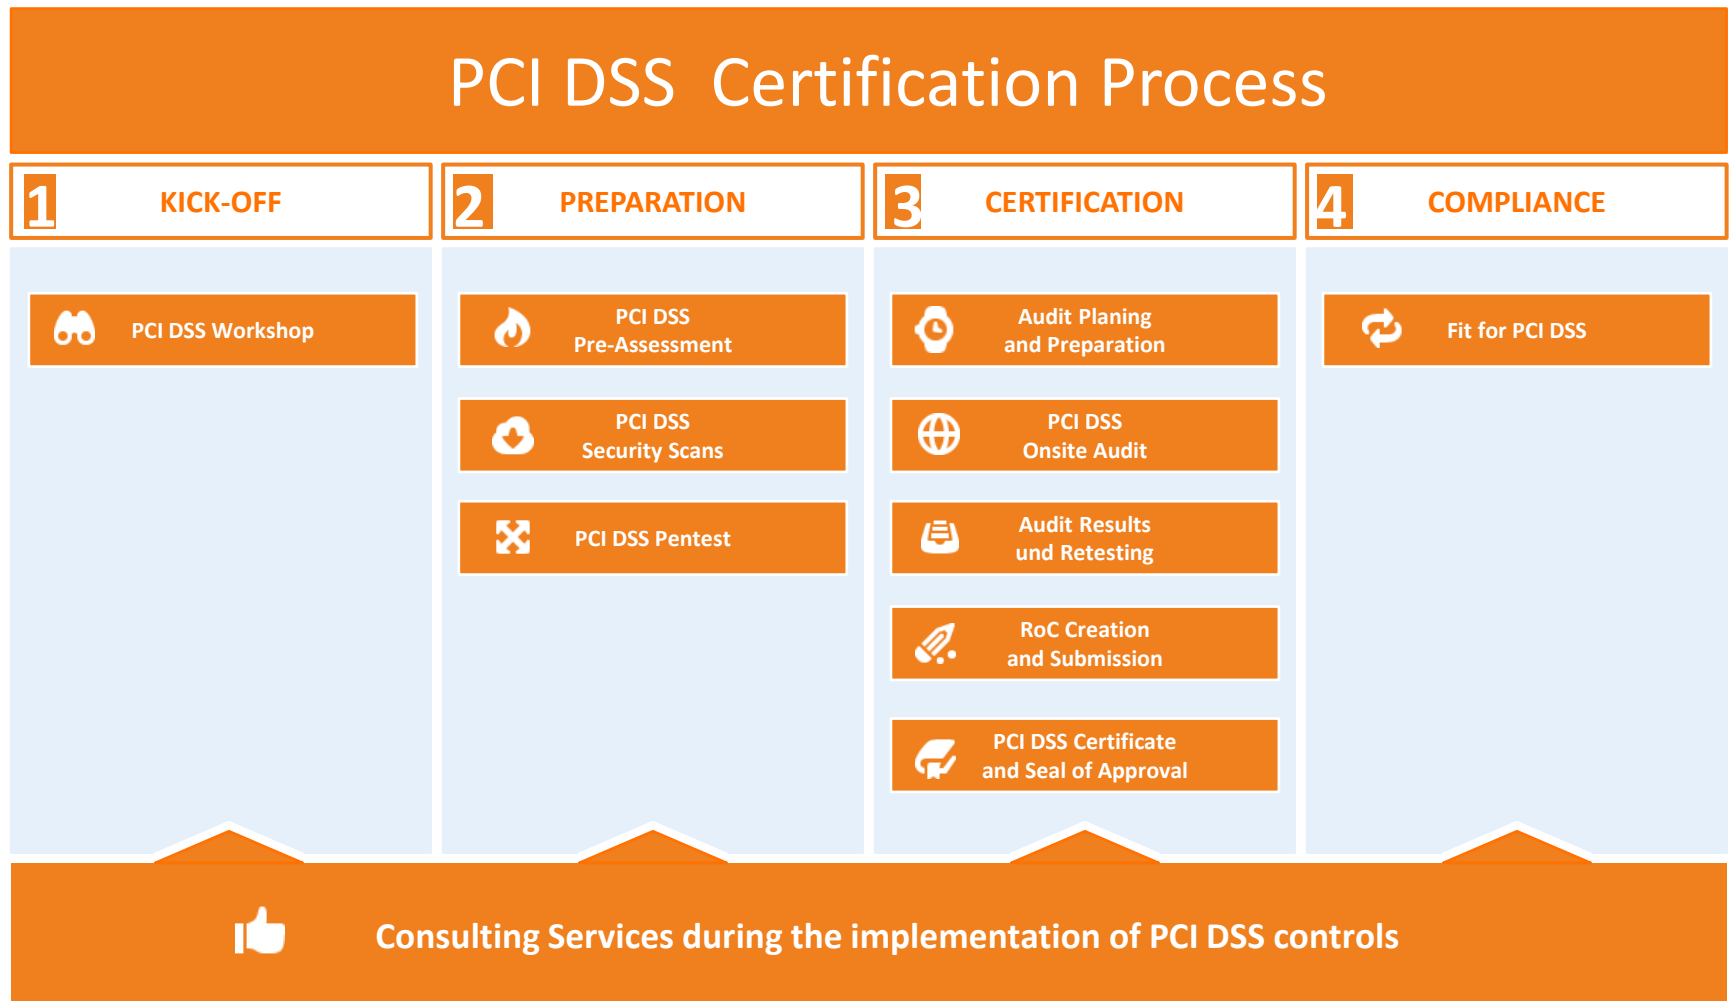 PCI DSS Certification Process
1 KICK-OFF
PCI DSS Workshop
2 PREPARATION
PCI DSS
Pre-Assessment
PCI DSS
Security Scans
PCI DSS Pentest
3 CERTIFICATION
Audit Planing
and Preparation
PCI DSS
Onsite Audit
Audit Results
und Retesting
RoC Creation
and Submission
PCI DSS Certificate
and Seal of Approval
4 COMPLIANCE
Fit for PCI DSS
Consulting Services during the implementation of PCI DSS controls